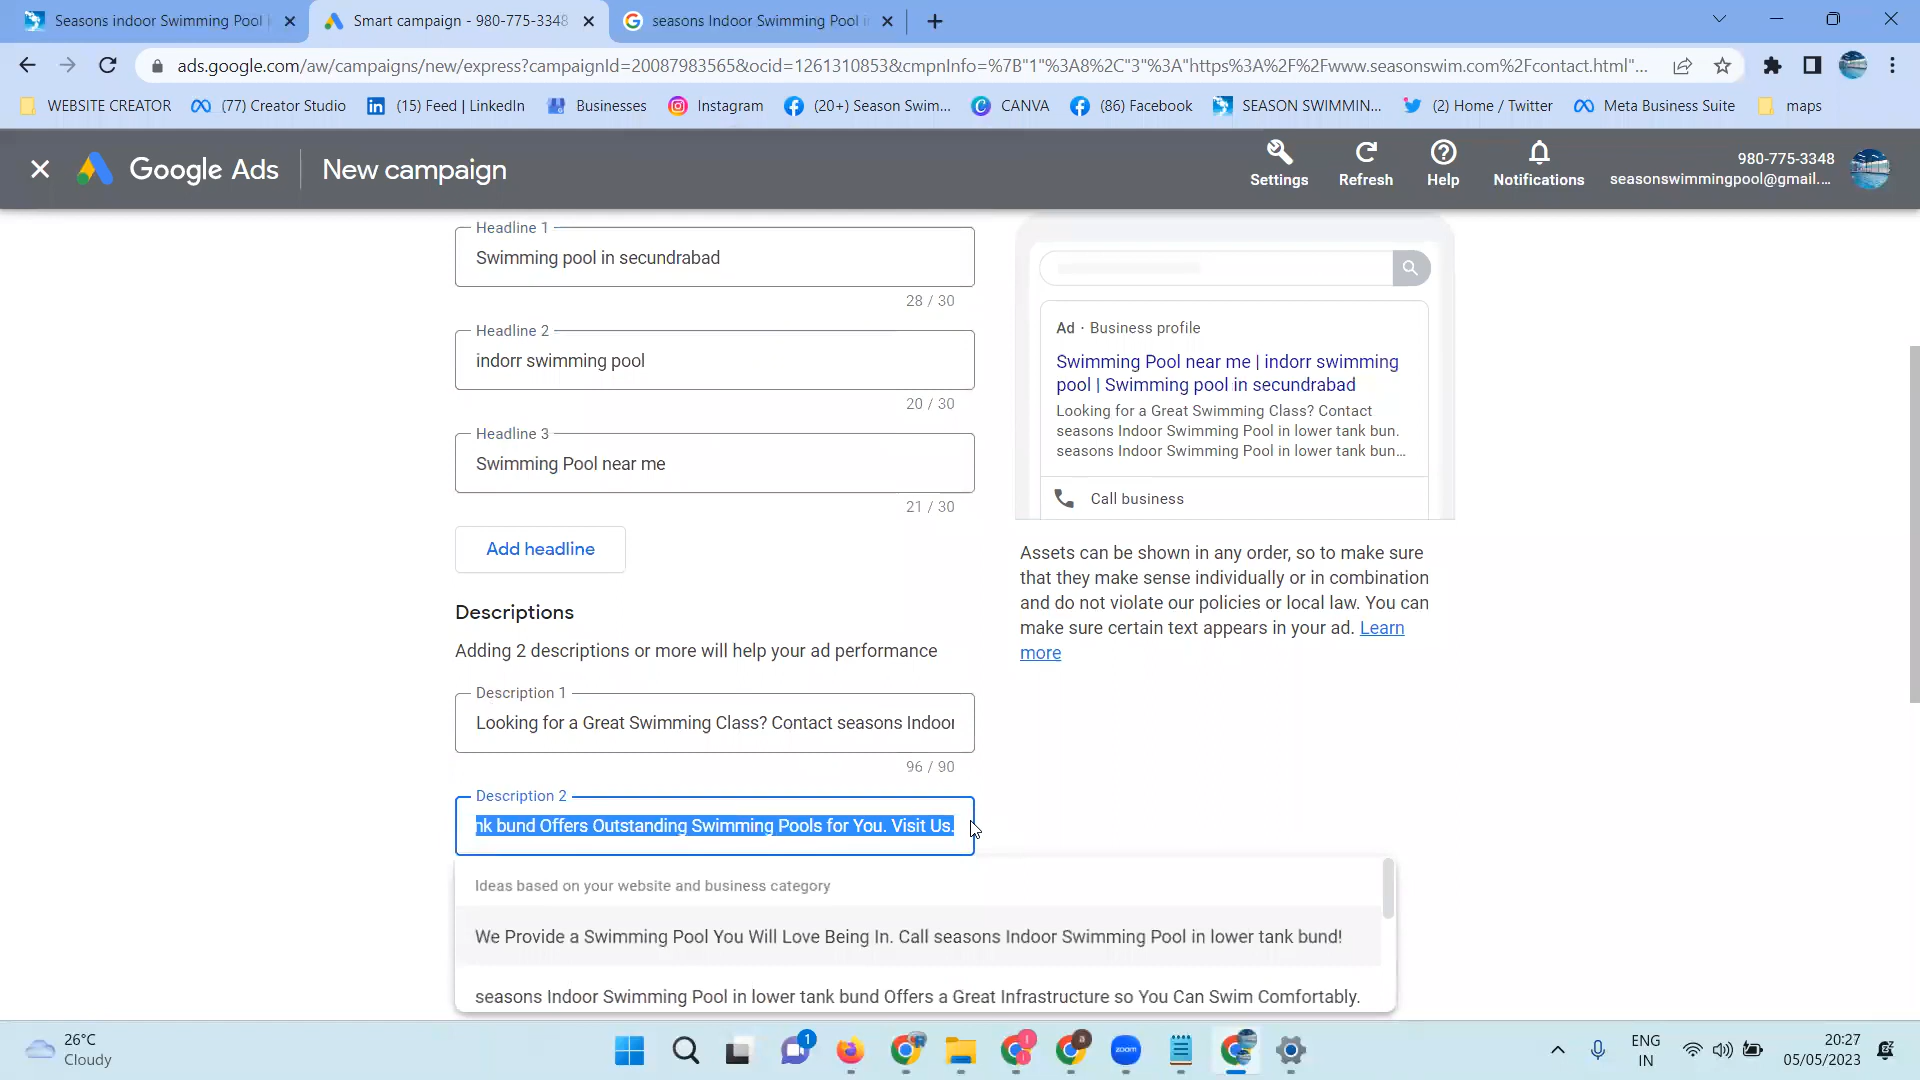 Seasons indoor Swimming Pool
Smart campaign - 980-775-3348
seasons Indoor Swimming Pool i
ads.google.com/aw/campaigns/new/express?campaignId=20087983565&ocid=1261310853&cmpnInfo=%7B"1"%3A8%2C"3"%3A"https%3A%2F%2Fwww.seasonswim.com%2Fcontact.html"...
WEBSITE CREATOR
(77) Creator Studio
(15) Feed | LinkedIn
Businesses
Instagram
(20+) Season Swim...
CANVA
(86) Facebook
SEASON SWIMMIN...
(2) Home / Twitter
Meta Business Suite
maps
Google Ads
New campaign
Settings
Refresh
Help
Notifications
980-775-3348
seasonswimmingpool@gmail....
Headline 1
Swimming pool in secundrabad
28 / 30
Headline 2
indorr swimming pool
20 / 30
Headline 3
Swimming Pool near me
21 / 30
Add headline
Descriptions
Adding 2 descriptions or more will help your ad performance
Description 1
Looking for a Great Swimming Class? Contact seasons Indoor
96 / 90
Description 2
nk bund Offers Outstanding Swimming Pools for You. Visit Us.
Ideas based on your website and business category
We Provide a Swimming Pool You Will Love Being In. Call seasons Indoor Swimming Pool in lower tank bund!
seasons Indoor Swimming Pool in lower tank bund Offers a Great Infrastructure so You Can Swim Comfortably.
Ad · Business profile
Swimming Pool near me | indorr swimming
pool | Swimming pool in secundrabad
Looking for a Great Swimming Class? Contact
seasons Indoor Swimming Pool in lower tank bun.
seasons Indoor Swimming Pool in lower tank bun...
Call business
Assets can be shown in any order, so to make sure
that they make sense individually or in combination
and do not violate our policies or local law. You can
make sure certain text appears in your ad. Learn
more
26°C
Cloudy
1
zoom
ENG
IN
20:27
05/05/2023